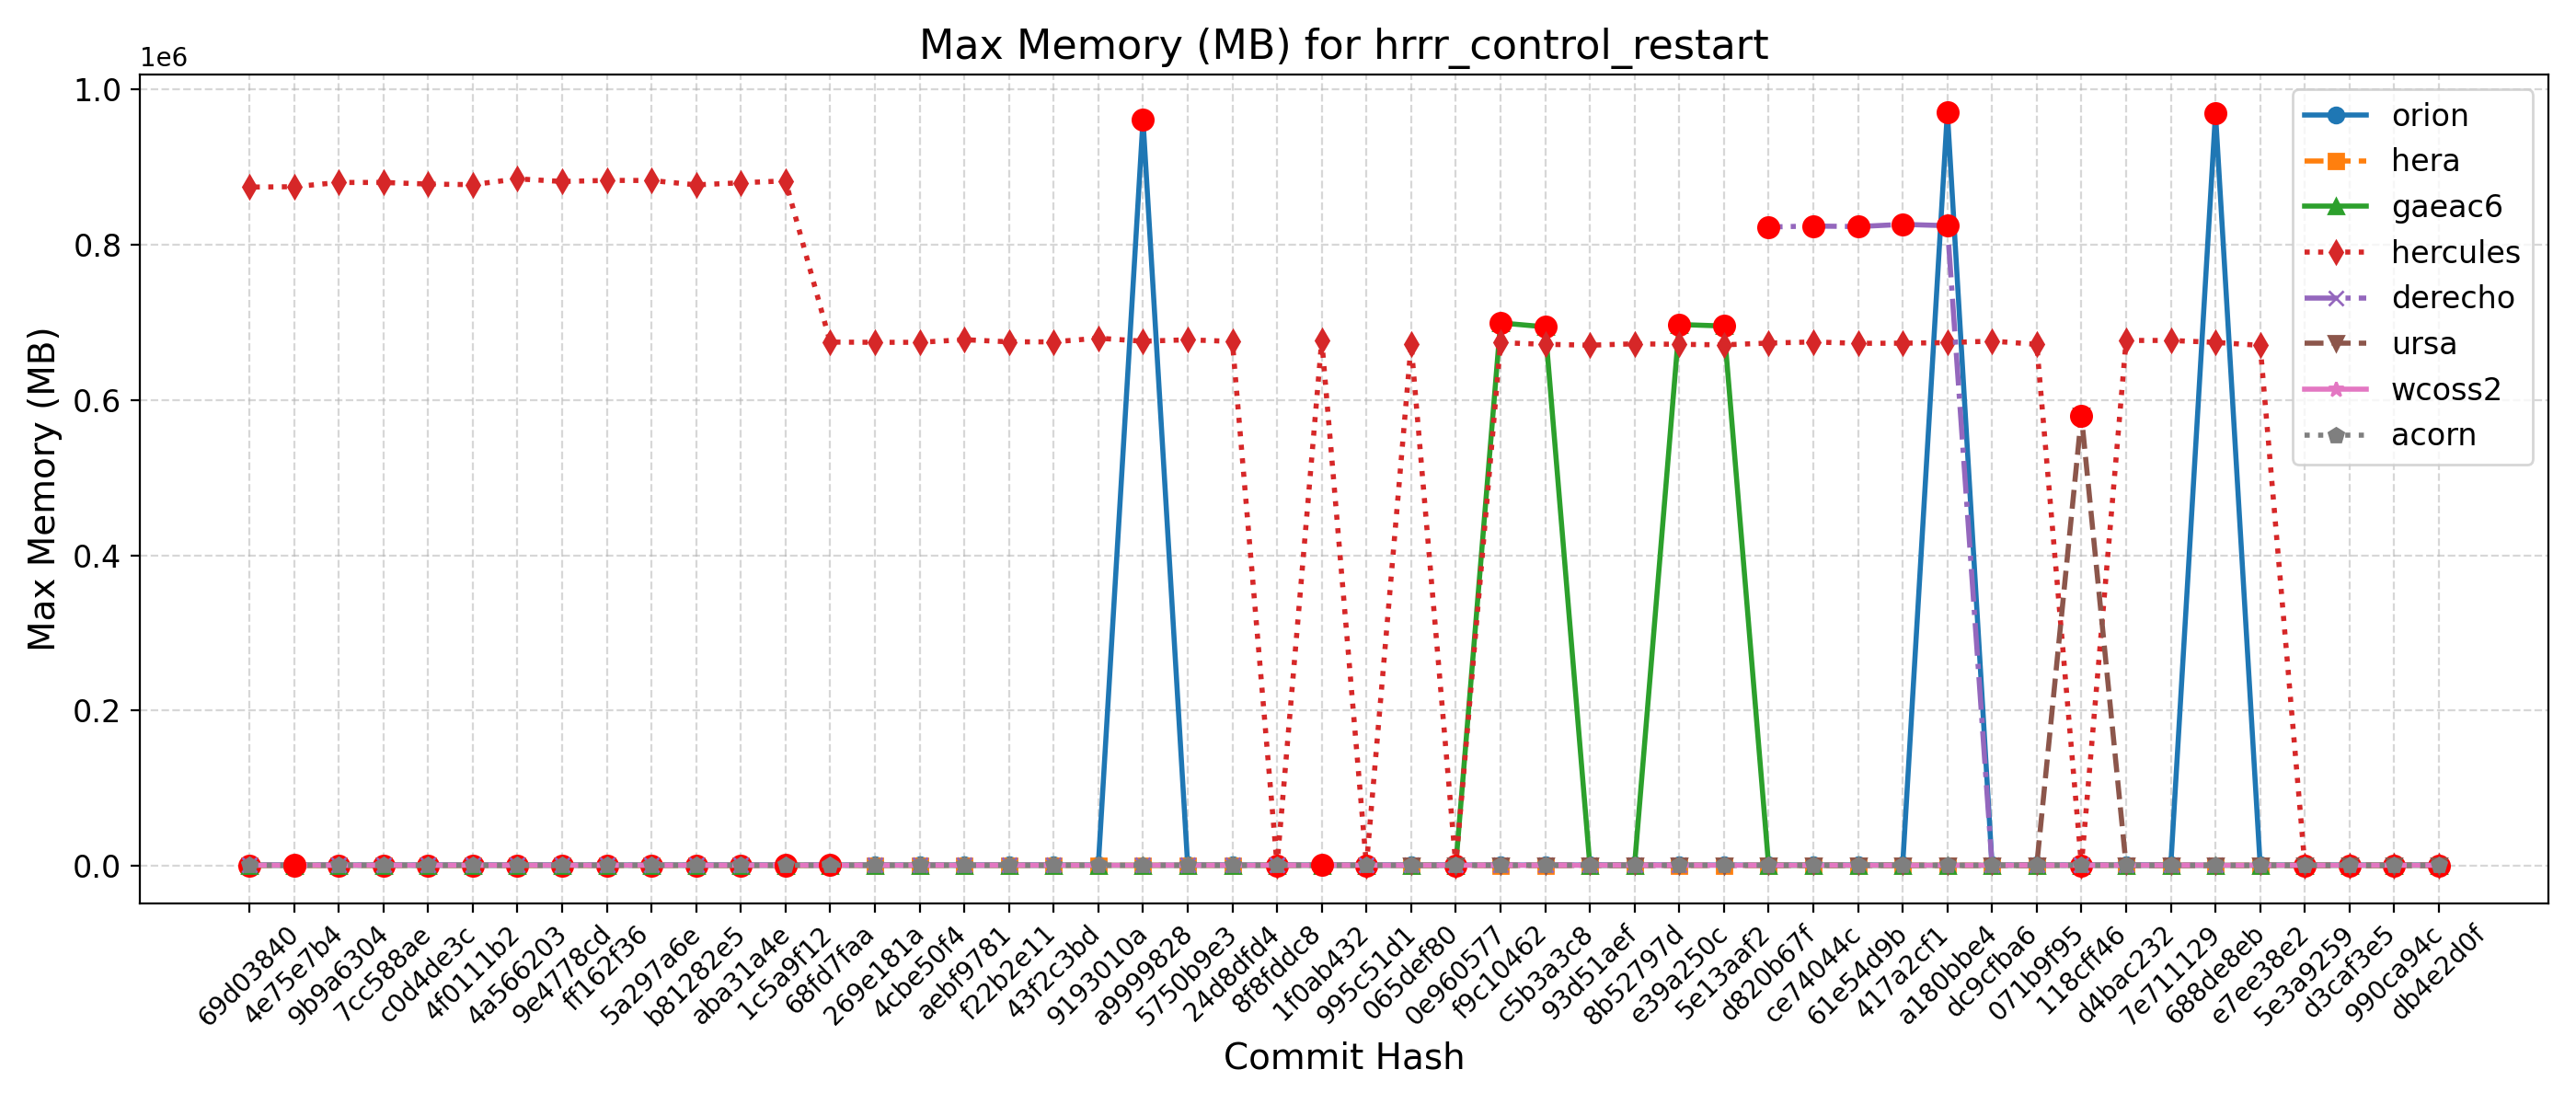 Max Memory (MB) for hrrr_control_restart
1e6
1.0
0.8
0.6
0.4
0.2
0.0
Max Memory (MB)
orion
hera
gaeac6
hercules
derecho
ursa
wcoss2
acorn
69d03840
4e75e7b4
9b9a6304
7cc588ae
c0d4de3c
4f0111b2
4a566203
9e4778cd
ff162f36
5a297a6e
b81282e5
aba31a4e
1c5a9f12
68fd7faa
269e181a
4cbe50f4
aebf9781
f22b2e11
43f2c3bd
9193010a
a9999828
5750b9e3
24d8dfd4
8f8fddc8
1f0ab432
995c51d1
065def80
0e960577
f9c10462
c5b3a3c8
93d51aef
8b52797d
e39a250c
5e13aaf2
d820b67f
ce74044c
61e54d9b
417a2cf1
a180bbe4
dc9cfba6
071b9f95
118cff46
d4bac232
7e711129
688de8eb
e7ee38e2
5e3a9259
d3caf3e5
990ca94c
db4e2d0f
Commit Hash